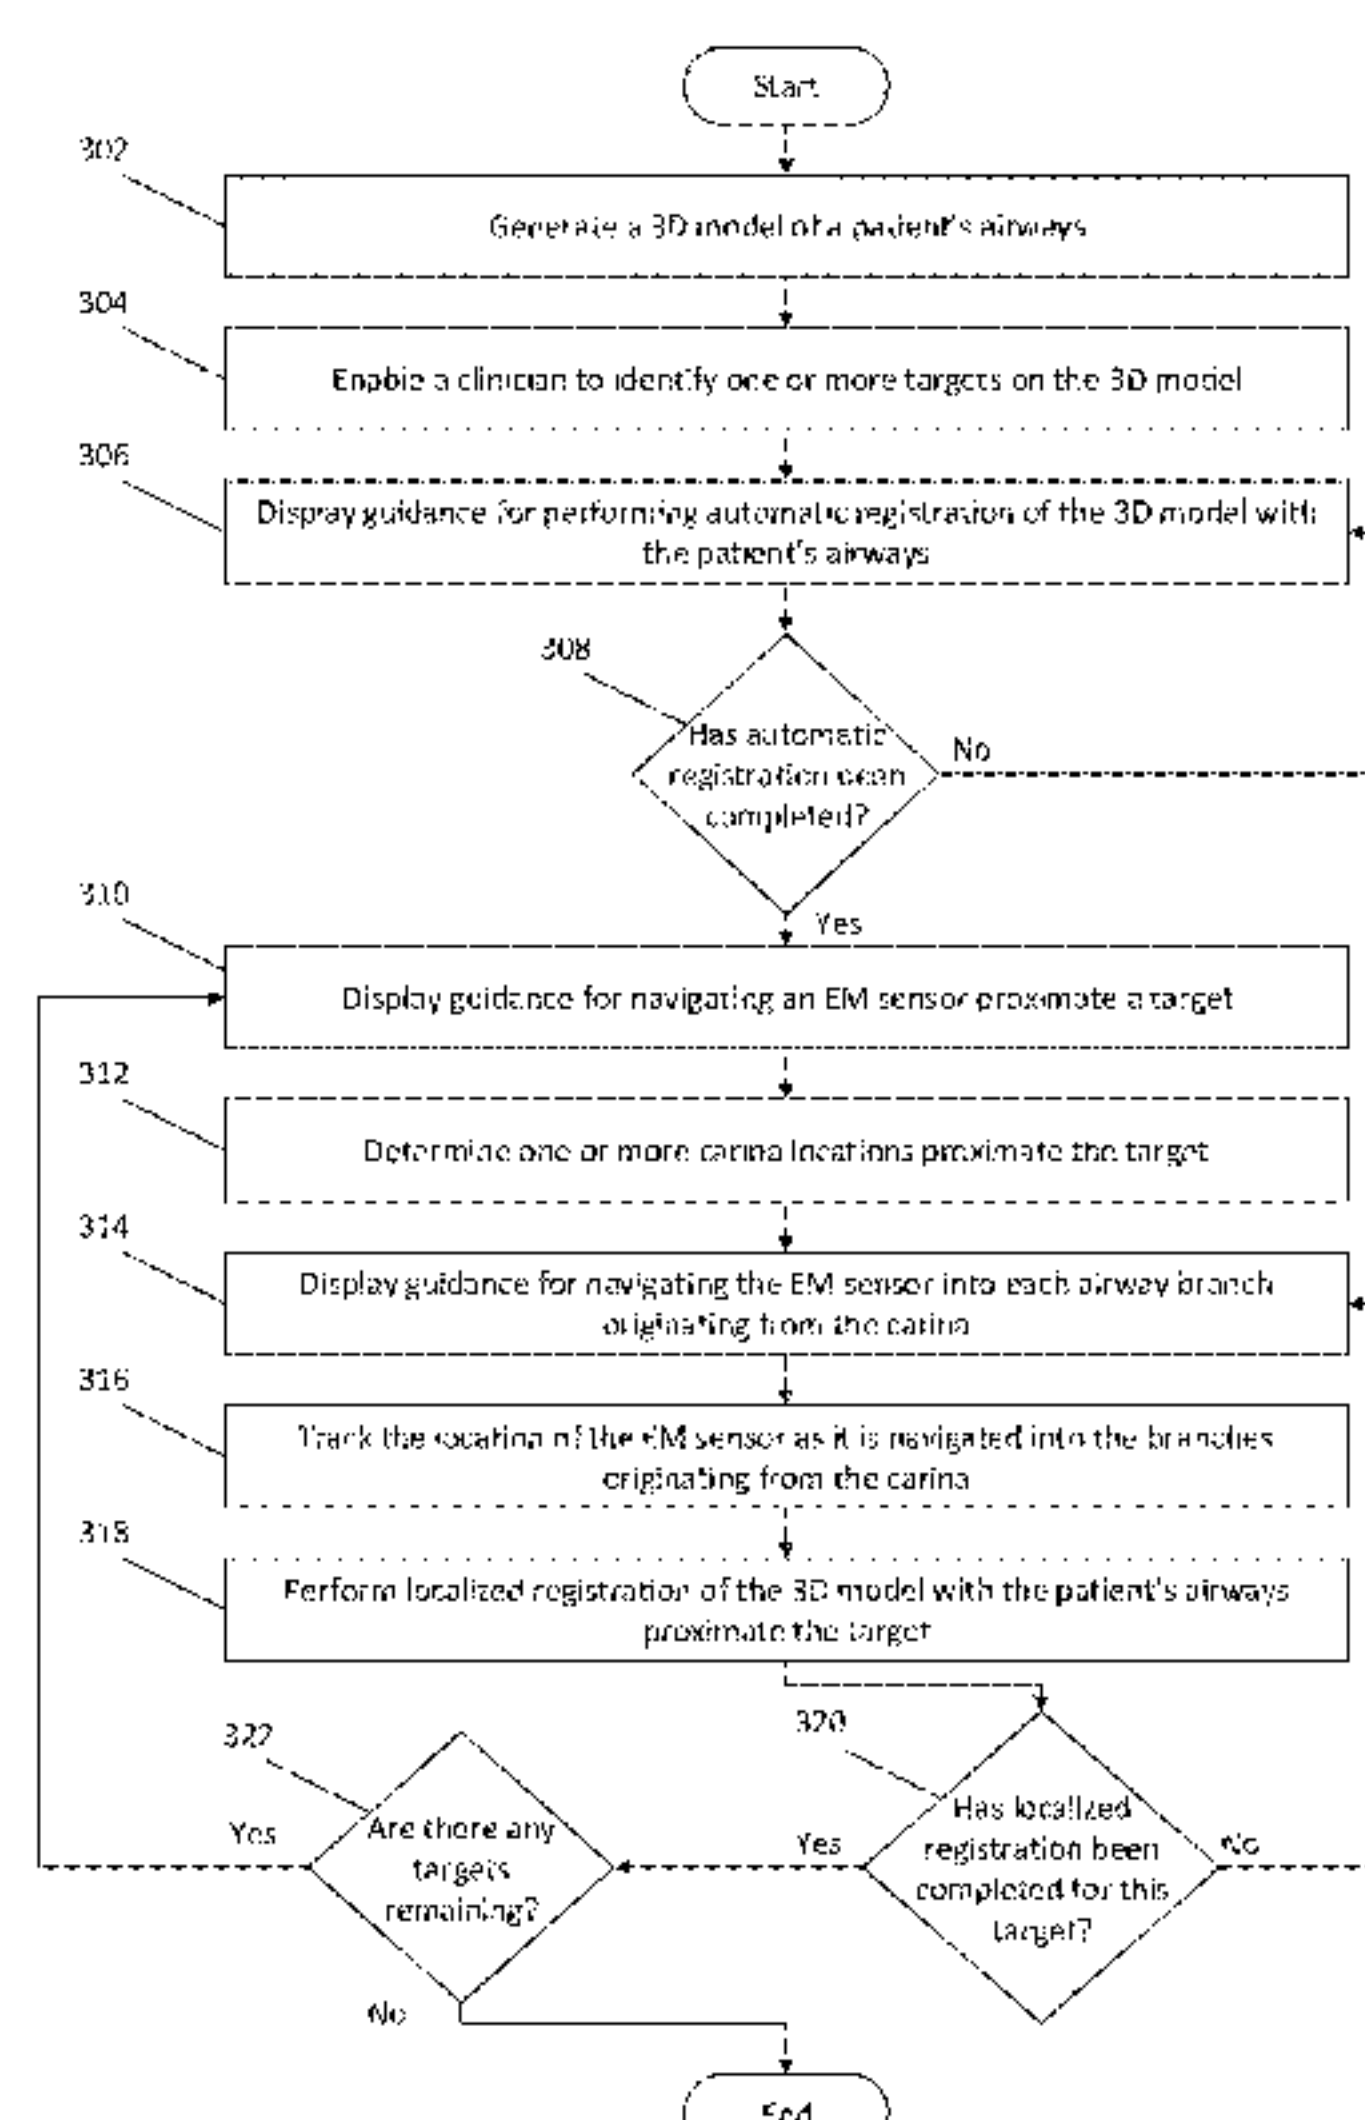 Start
302
Generate a 3D model of a patient's airways
304
Enable a clinician to identify one or more targets on the 3D model
306
Display guidance for performing automatic registration of the 3D model with
the patient's airways
308
Has automatic
registration been
completed?
No
Yes
310
Display guidance for navigating an EM sensor proximate a target
312
Determine one or more carina locations proximate the target
314
Display guidance for navigating the EM sensor into each airway branch
originating from the carina
316
Track the location of the EM sensor as it is navigated into the branches
originating from the carina
318
Perform localized registration of the 3D model with the patient's airways
proximate the target
320
Has localized
registration been
completed for this
target?
No
Yes
322
Are there any
targets
remaining?
Yes
No
End